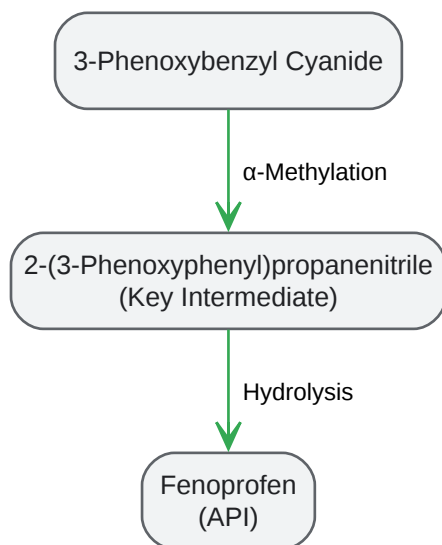 3-Phenoxybenzyl Cyanide
α-Methylation
2-(3-Phenoxyphenyl)propanenitrile
(Key Intermediate)
Hydrolysis
Fenoprofen
(API)